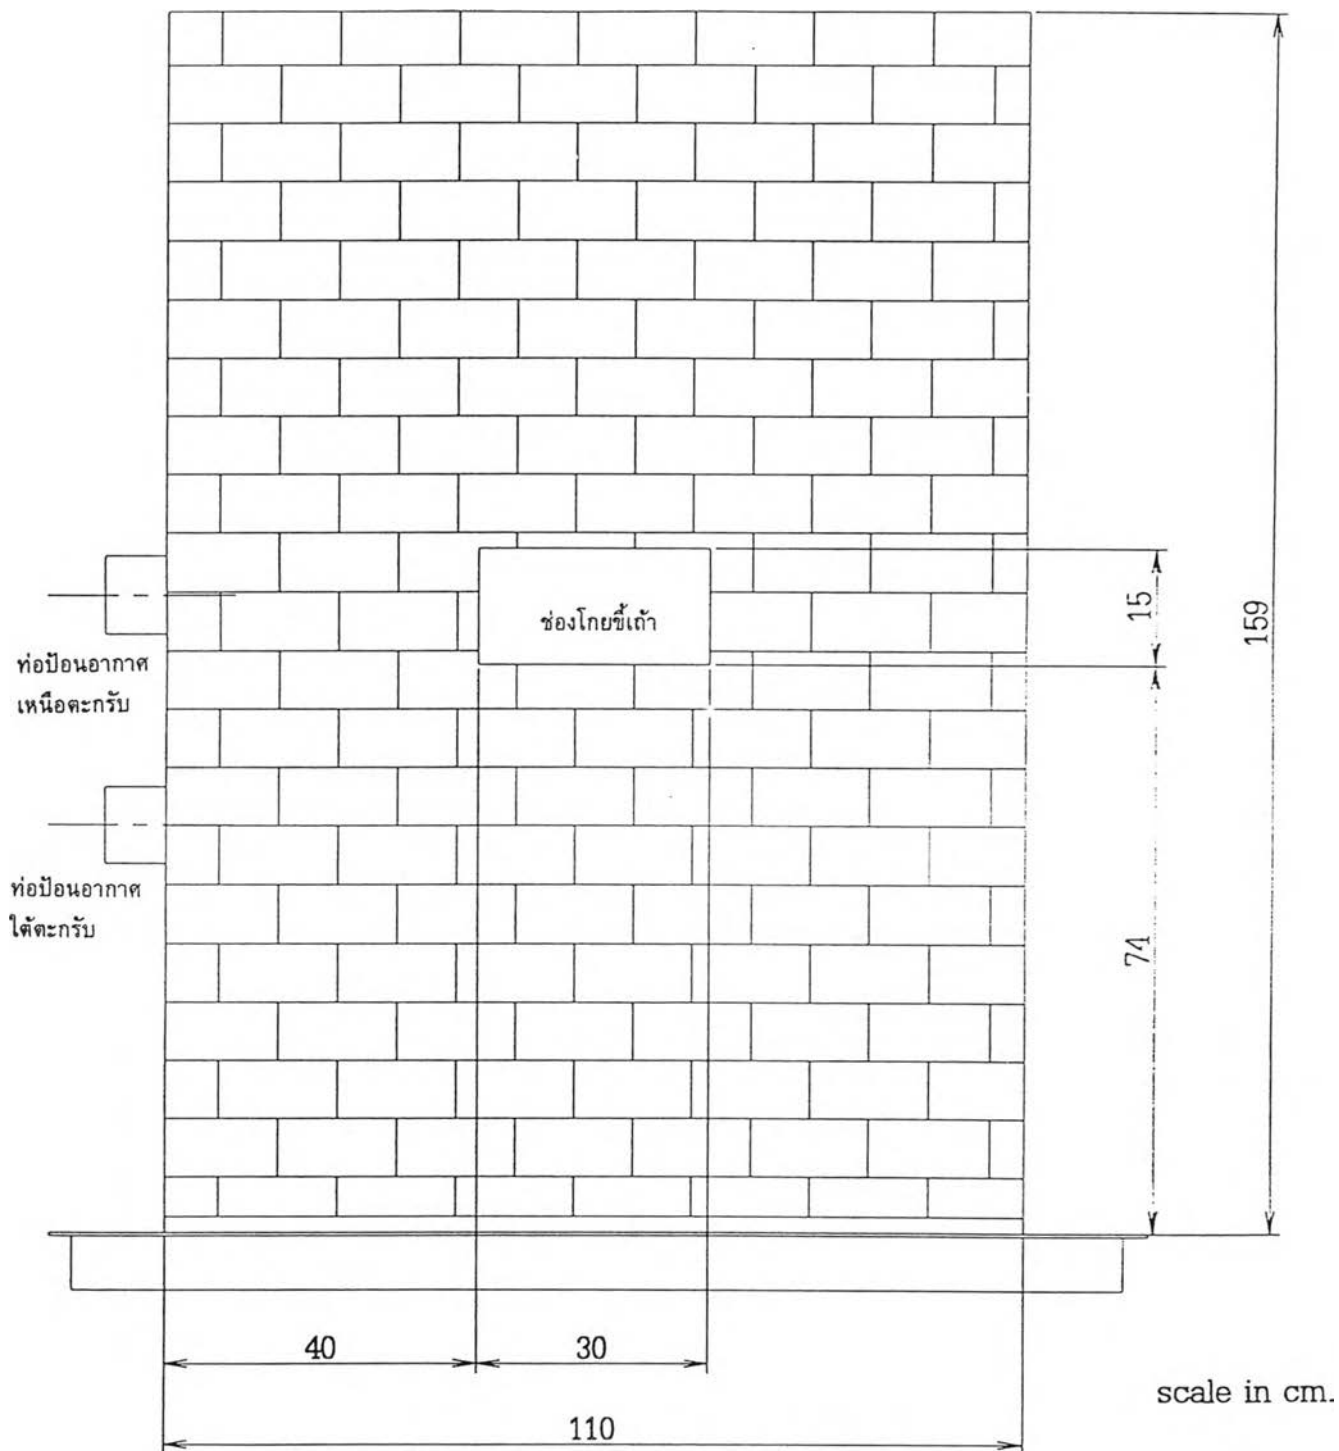 159
15
ช่องโกยขี้เถ้า
ท่อป้อนอากาศ
เหนือตะกรับ
ท่อป้อนอากาศ
ใต้ตะกรับ
74
40
30
scale in cm.
110